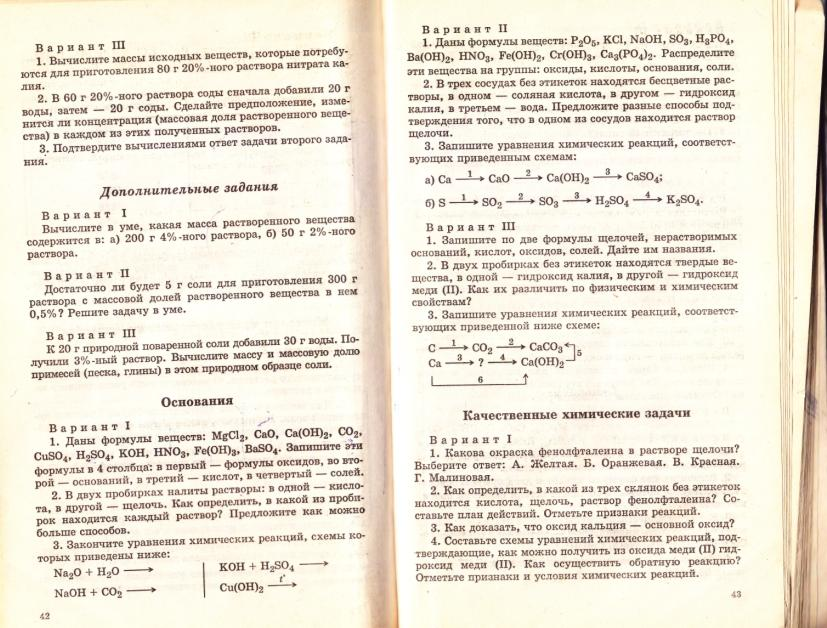 Вариант III
1. Вычислите массы исходных веществ, которые потребу-
ются для приготовления 80 г 20%-ного раствора нитрата ка-
лия.
2. В 60 г 20%-ного раствора соды сначала добавили 20 г
воды, затем — 20 г соды. Сделайте предположение, изме-
нится ли концентрация (массовая доля растворенного веще-
ства) в каждом из этих полученных растворов.
3. Подтвердите вычислениями ответ задачи второго зада-
ния.
Дополнительные задания
Вариант I
Вычислите в уме, какая масса растворенного вещества
содержится в: а) 200 г 4%-ного раствора, б) 50 г 2%-ного
раствора.
Вариант II
Достаточно ли будет 5 г соли для приготовления 300 г
раствора с массовой долей растворенного вещества в нем
0,5%? Решите задачу в уме.
Вариант III
К 20 г природной поваренной соли добавили 30 г воды. По-
лучили 3%-ный раствор. Вычислите массу и массовую долю
примесей (песка, глины) в этом природном образце соли.
Основания
Вариант I
1. Даны формулы веществ: MgCl₂, CaO, Ca(OH)₂, CO₂,
CuSO₄, H₂SO₄, KOH, HNO₃, Fe(OH)₃, BaSO₄. Запишите эти
формулы в 4 столбца: в первый — формулы оксидов, во вто-
рой — оснований, в третий — кислот, в четвертый — солей.
2. В двух пробирках налиты растворы: в одной — кисло-
та, в другой — щелочь. Как определить, в какой из проби-
рок находится каждый раствор? Предложите как можно
больше способов.
3. Закончите уравнения химических реакций, схемы ко-
торых приведены ниже:
Na₂O + H₂O ⟶ KOH + H₂SO₄ ⟶
NaOH + CO₂ ⟶ Cu(OH)₂ ⟶ t°
42
Вариант II
1. Даны формулы веществ: P₂O₅, KCl, NaOH, SO₃, H₃PO₄,
Ba(OH)₂, HNO₃, Fe(OH)₂, Cr(OH)₃, Ca₃(PO₄)₂. Распределите
эти вещества на группы: оксиды, кислоты, основания, соли.
2. В трех сосудах без этикеток находятся бесцветные рас-
творы, в одном — соляная кислота, в другом — гидроксид
калия, в третьем — вода. Предложите разные способы под-
тверждения того, что в одном из сосудов находится раствор
щелочи.
3. Запишите уравнения химических реакций, соответст-
вующих приведенным схемам:
а) Ca —1→ CaO —2→ Ca(OH)₂ —3→ CaSO₄;
б) S —1→ SO₂ —2→ SO₃ —3→ H₂SO₄ —4→ K₂SO₄.
Вариант III
1. Запишите по две формулы щелочей, нерастворимых
оснований, кислот, оксидов, солей. Дайте им названия.
2. В двух пробирках без этикеток находятся твердые ве-
щества, в одной — гидроксид калия, в другой — гидроксид
меди (II). Как их различить по физическим и химическим
свойствам?
3. Запишите уравнения химических реакций, соответст-
вующих приведенной ниже схеме:
C —1→ CO₂ —2→ CaCO₃
5
Ca —3→ ? —4→ Ca(OH)₂
6
Качественные химические задачи
Вариант I
1. Какова окраска фенолфталеина в растворе щелочи?
Выберите ответ: А. Желтая. Б. Оранжевая. В. Красная.
Г. Малиновая.
2. Как определить, в какой из трех склянок без этикеток
находится кислота, щелочь, раствор фенолфталеина? Со-
ставьте план действий. Отметьте признаки реакций.
3. Как доказать, что оксид кальция — основной оксид?
4. Составьте схемы уравнений химических реакций, под-
тверждающие, как можно получить из оксида меди (II) гид-
роксид меди (II). Как осуществить обратную реакцию?
Отметьте признаки и условия химических реакций.
43